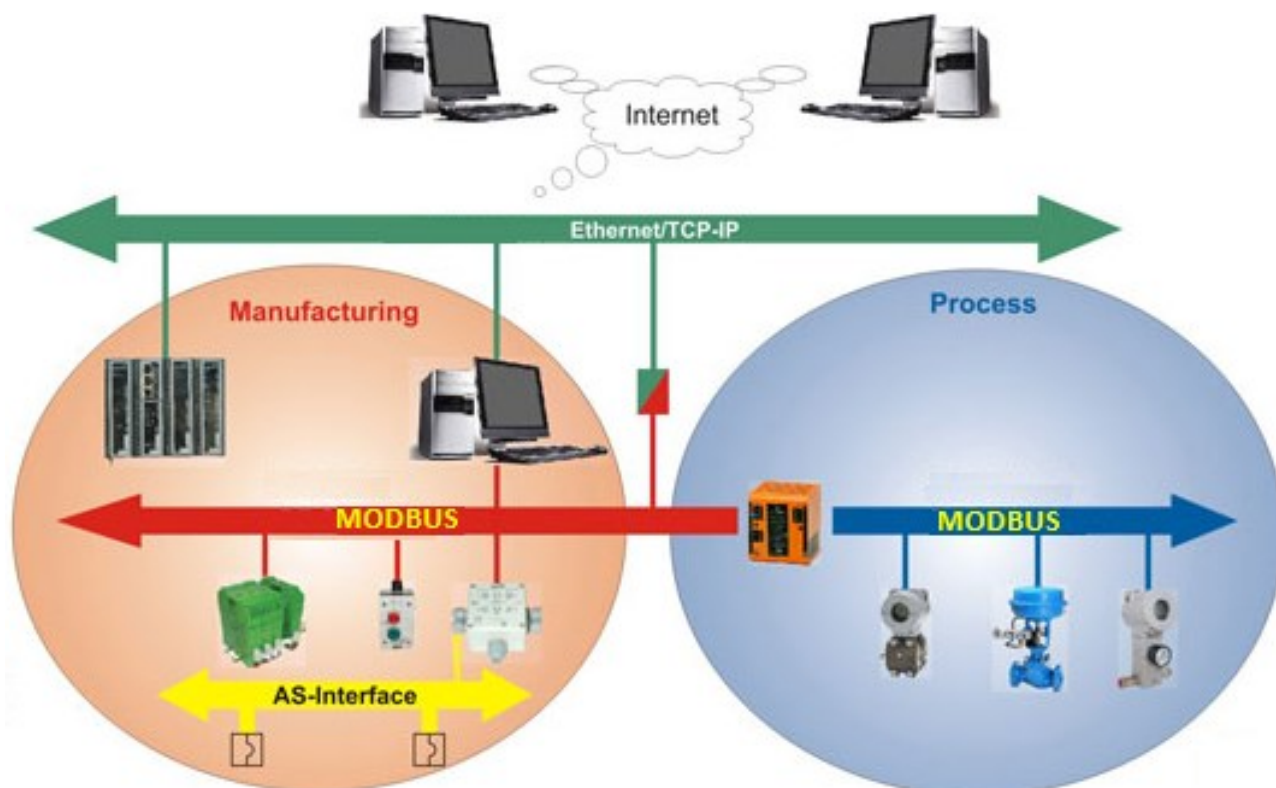 Internet
Ethernet/TCP-IP
Manufacturing
Process
MODBUS
MODBUS
AS-Interface